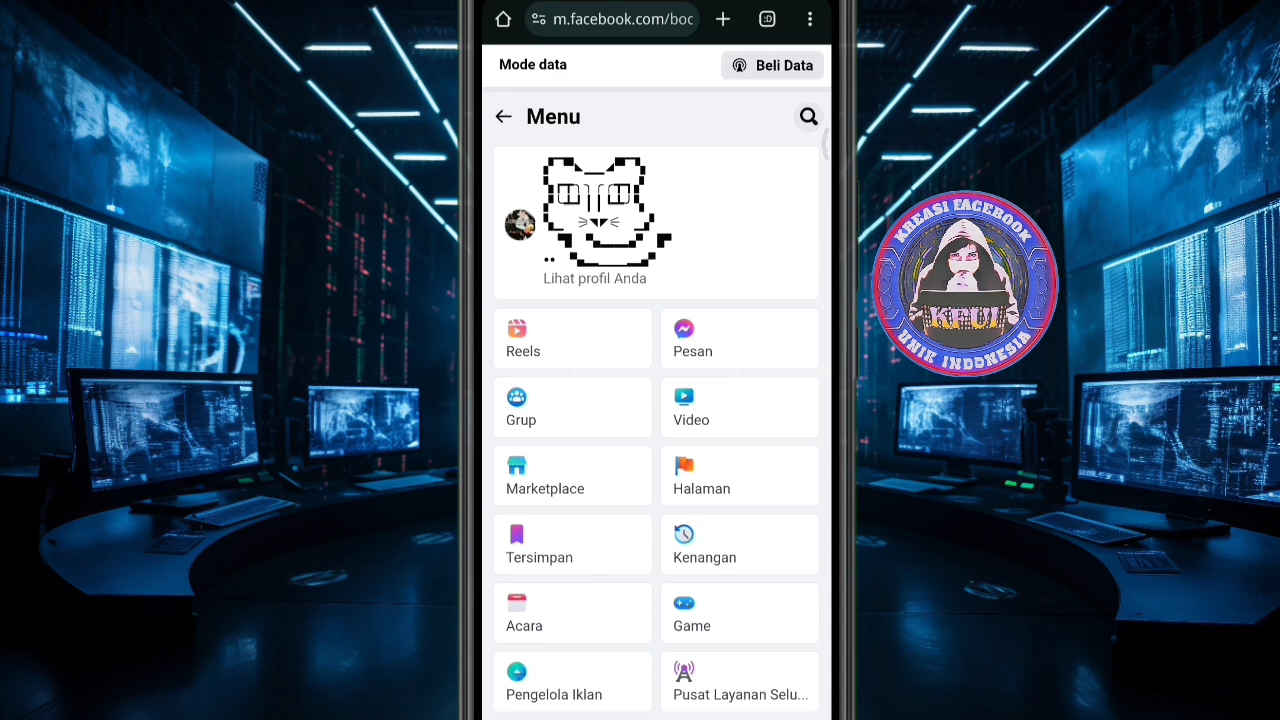 m.facebook.com/boc
:D
Mode data
Beli Data
Menu
Lihat profil Anda
Reels
Pesan
Grup
Video
Marketplace
Halaman
Tersimpan
Kenangan
Acara
Game
Pengelola Iklan
Pusat Layanan Selu...
KREASI FACEBOOK
KFUI
UNIK INDONESIA